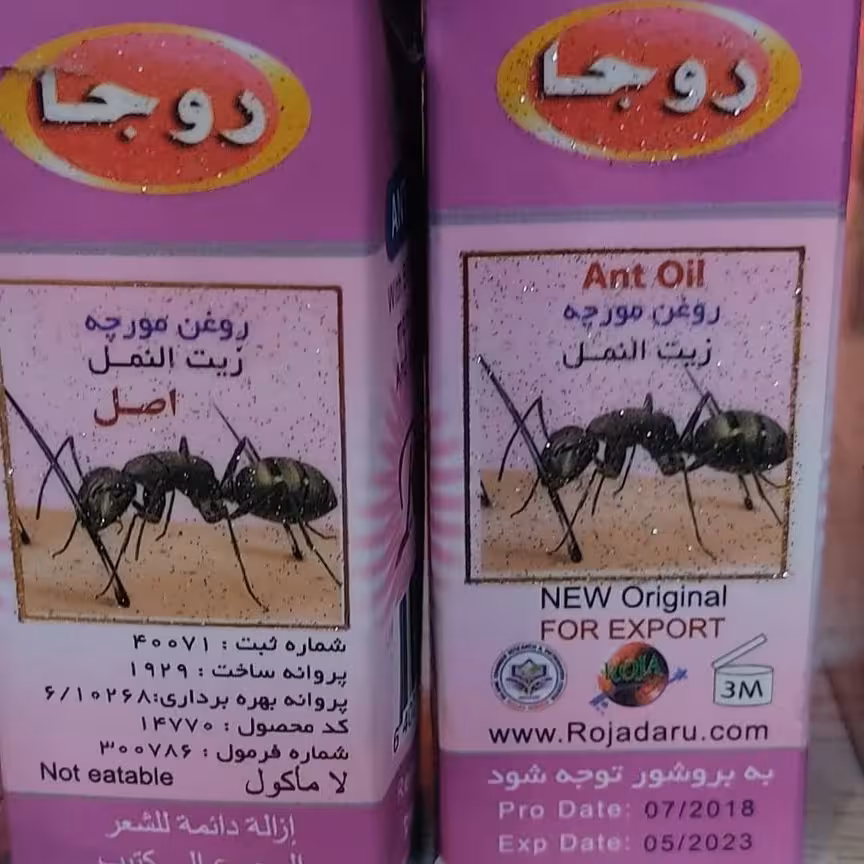 روجا
روغن مورچه
زيت النمل
اصل
شماره ثبت : ۴۰۰۷۱
پروانه ساخت : ۱۹۲۹
پروانه بهره برداری:۶/۱۰۲۶۸
کد محصول : ۱۴۷۷۰
شماره فرمول : ۳۰۰۷۸۶
Not eatable لا مأكول
إزالة دائمة للشعر
روجا
Ant Oil
روغن مورچه
زيت النمل
NEW Original
FOR EXPORT
ROJA
3M
www.Rojadaru.com
به بروشور توجه شود
Pro Date: 07/2018
Exp Date: 05/2023